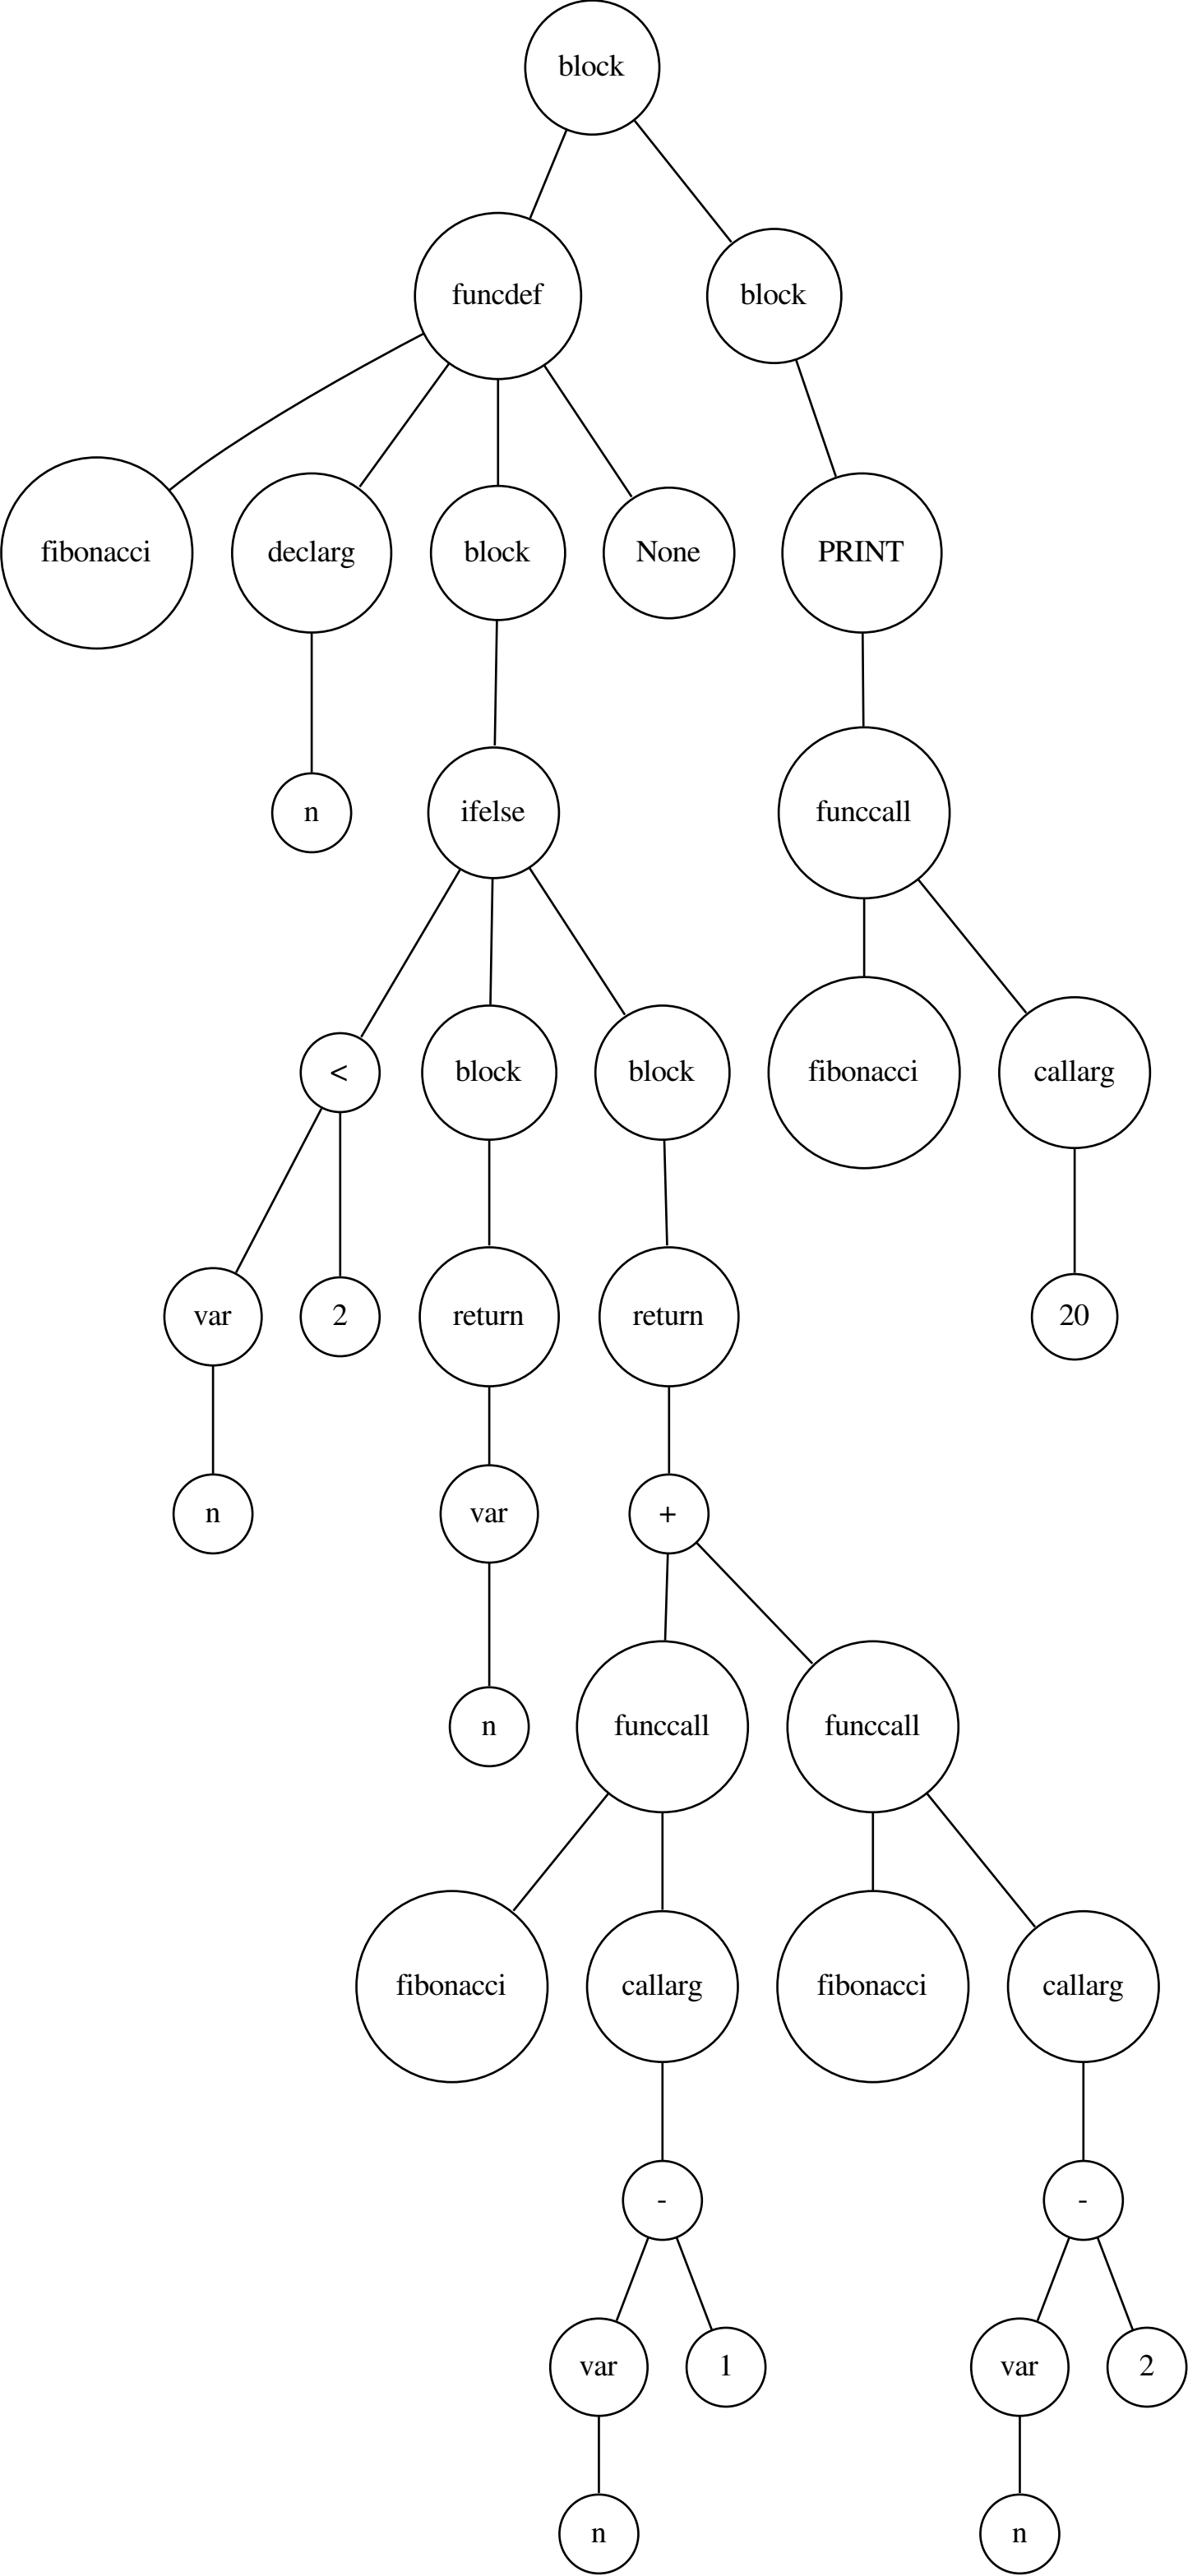 block
funcdef
block
fibonacci
declarg
block
None
PRINT
n
ifelse
funccall
<
block
block
fibonacci
callarg
var
2
return
return
20
n
var
+
n
funccall
funccall
fibonacci
callarg
fibonacci
callarg
-
-
var
1
var
2
n
n